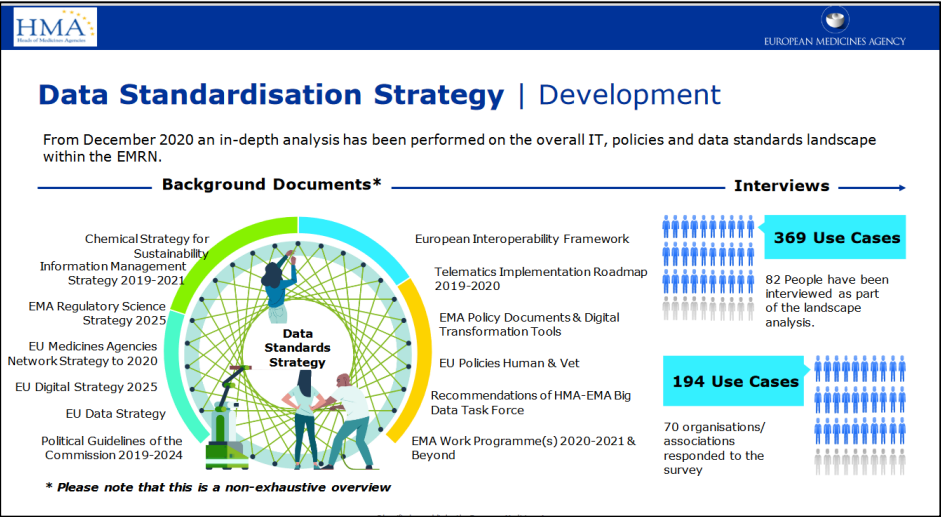 HMA
Heads of Medicines Agencies
EUROPEAN MEDICINES AGENCY
Data Standardisation Strategy | Development
From December 2020 an in-depth analysis has been performed on the overall IT, policies and data standards landscape
within the EMRN.
Background Documents*
Interviews
Chemical Strategy for
Sustainability
Information Management
Strategy 2019-2021
EMA Regulatory Science
Strategy 2025
EU Medicines Agencies
Network Strategy to 2020
EU Digital Strategy 2025
EU Data Strategy
Political Guidelines of the
Commission 2019-2024
Data
Standards
Strategy
European Interoperability Framework
Telematics Implementation Roadmap
2019-2020
EMA Policy Documents & Digital
Transformation Tools
EU Policies Human & Vet
Recommendations of HMA-EMA Big
Data Task Force
EMA Work Programme(s) 2020-2021 &
Beyond
369 Use Cases
82 People have been
interviewed as part
of the landscape
analysis.
194 Use Cases
70 organisations/
associations
responded to the
survey
* Please note that this is a non-exhaustive overview